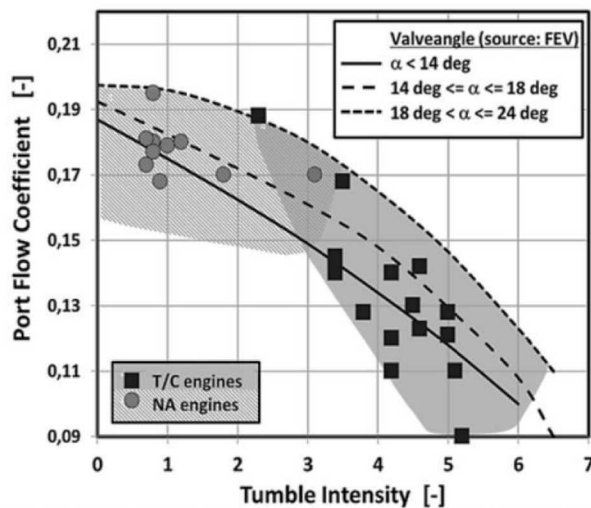 Valveangle (source: FEV)
α < 14 deg
14 deg <= α <= 18 deg
18 deg < α <= 24 deg
0,21
0,19
0,17
0,15
0,13
0,11
0,09
Port Flow Coefficient [-]
T/C engines
NA engines
0 1 2 3 4 5 6 7
Tumble Intensity [-]